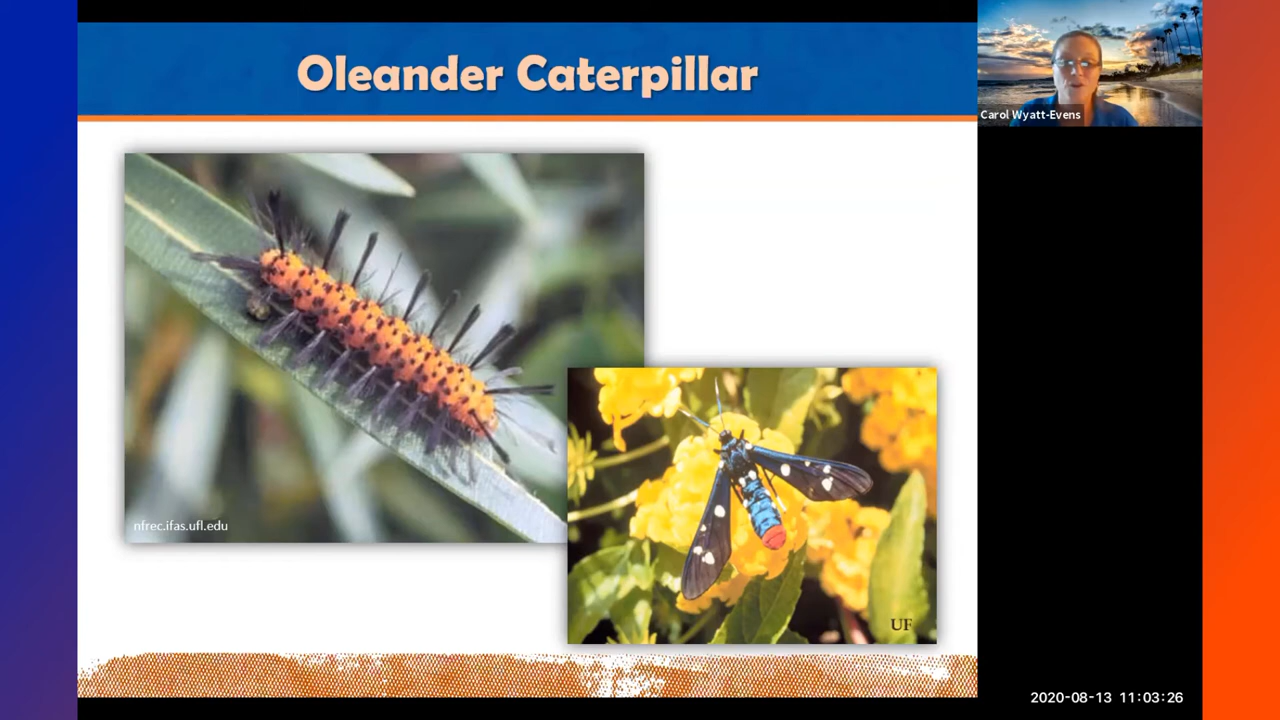 Oleander Caterpillar
Carol Wyatt-Evens
nfrec.ifas.ufl.edu
UF
2020-08-13 11:03:26